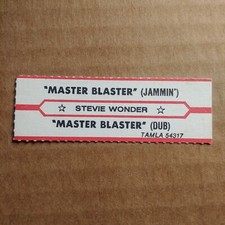 "MASTER BLASTER" (JAMMIN')
☆ STEVIE WONDER ☆
"MASTER BLASTER" (DUB)
TAMLA 54317